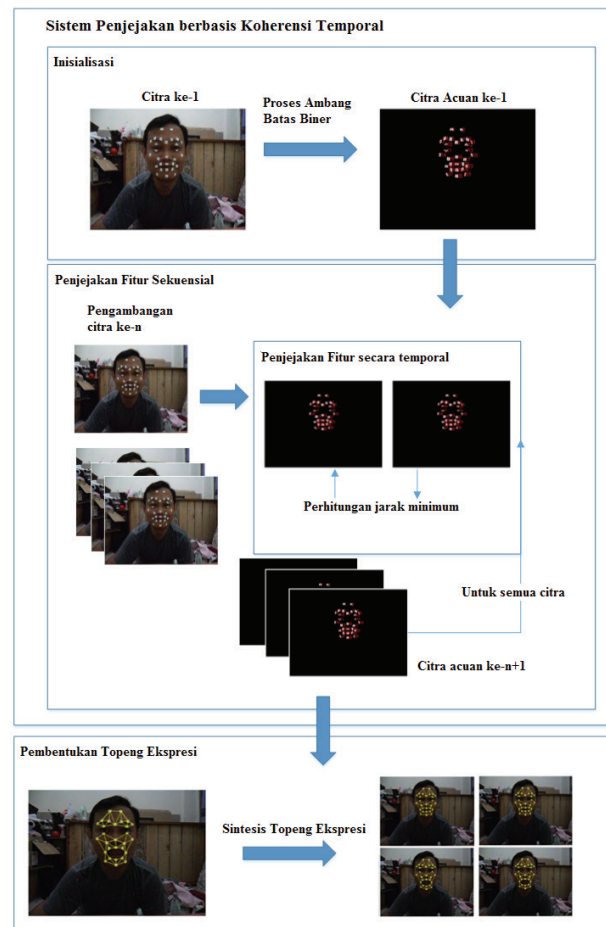 Sistem Penjejakan berbasis Koherensi Temporal
Inisialisasi
Citra ke-1
Proses Ambang
Batas Biner
Citra Acuan ke-1
Penjejakan Fitur Sekuensial
Pengambangan
citra ke-n
Penjejakan Fitur secara temporal
Perhitungan jarak minimum
Untuk semua citra
Citra acuan ke-n+1
Pembentukan Topeng Ekspresi
Sintesis Topeng Ekspresi